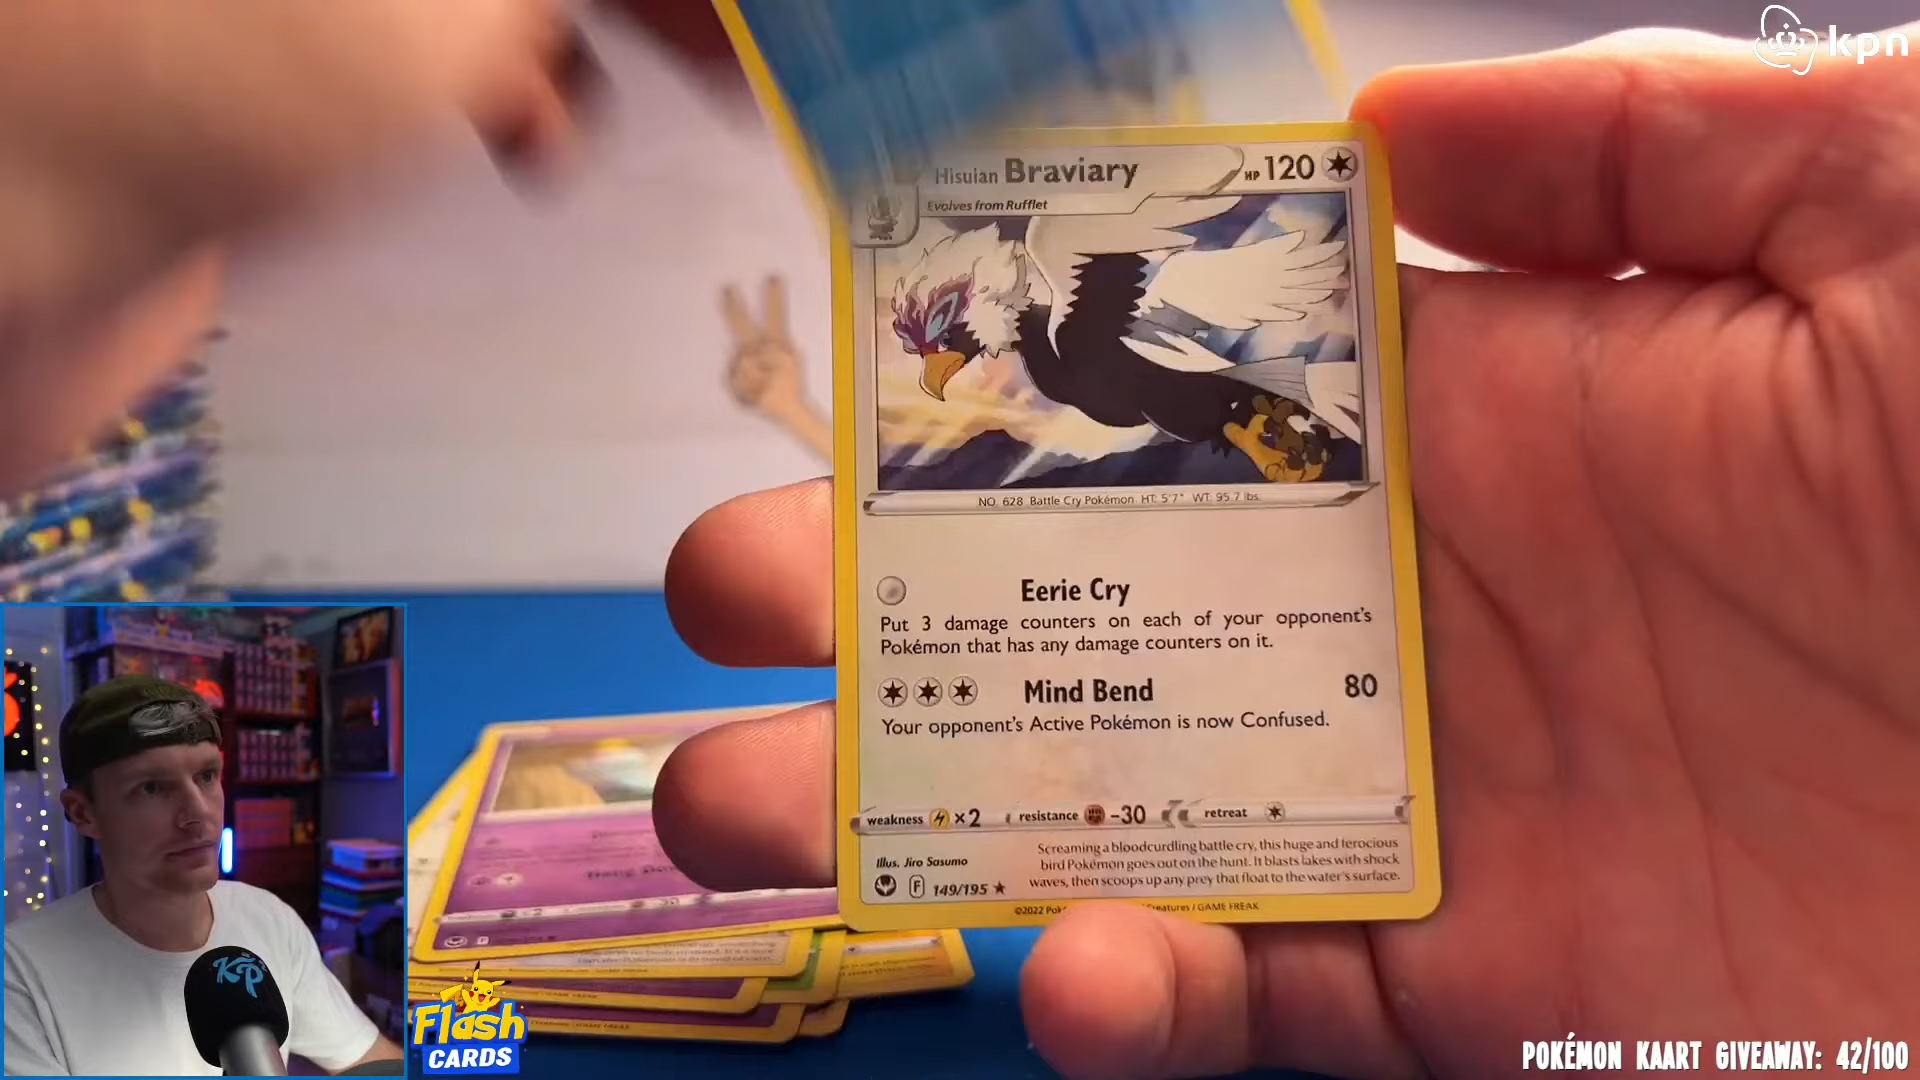 kpn
Hisuian Braviary HP 120
Evolves from Rufflet
NO. 628 Battle Cry Pokémon HT: 5'7" WT: 95.7 lbs.
Eerie Cry
Put 3 damage counters on each of your opponent's
Pokémon that has any damage counters on it.
Mind Bend 80
Your opponent's Active Pokémon is now Confused.
weakness ×2 resistance -30 retreat
Illus. Jiro Sasumo
Screaming a bloodcurdling battle cry, this huge and ferocious
bird Pokémon goes out on the hunt. It blasts lakes with shock
waves, then scoops up any prey that float to the water's surface.
F 149/195 ★
©2022 Creatures / GAME FREAK
KP
Flash
CARDS
POKÉMON KAART GIVEAWAY: 42/100